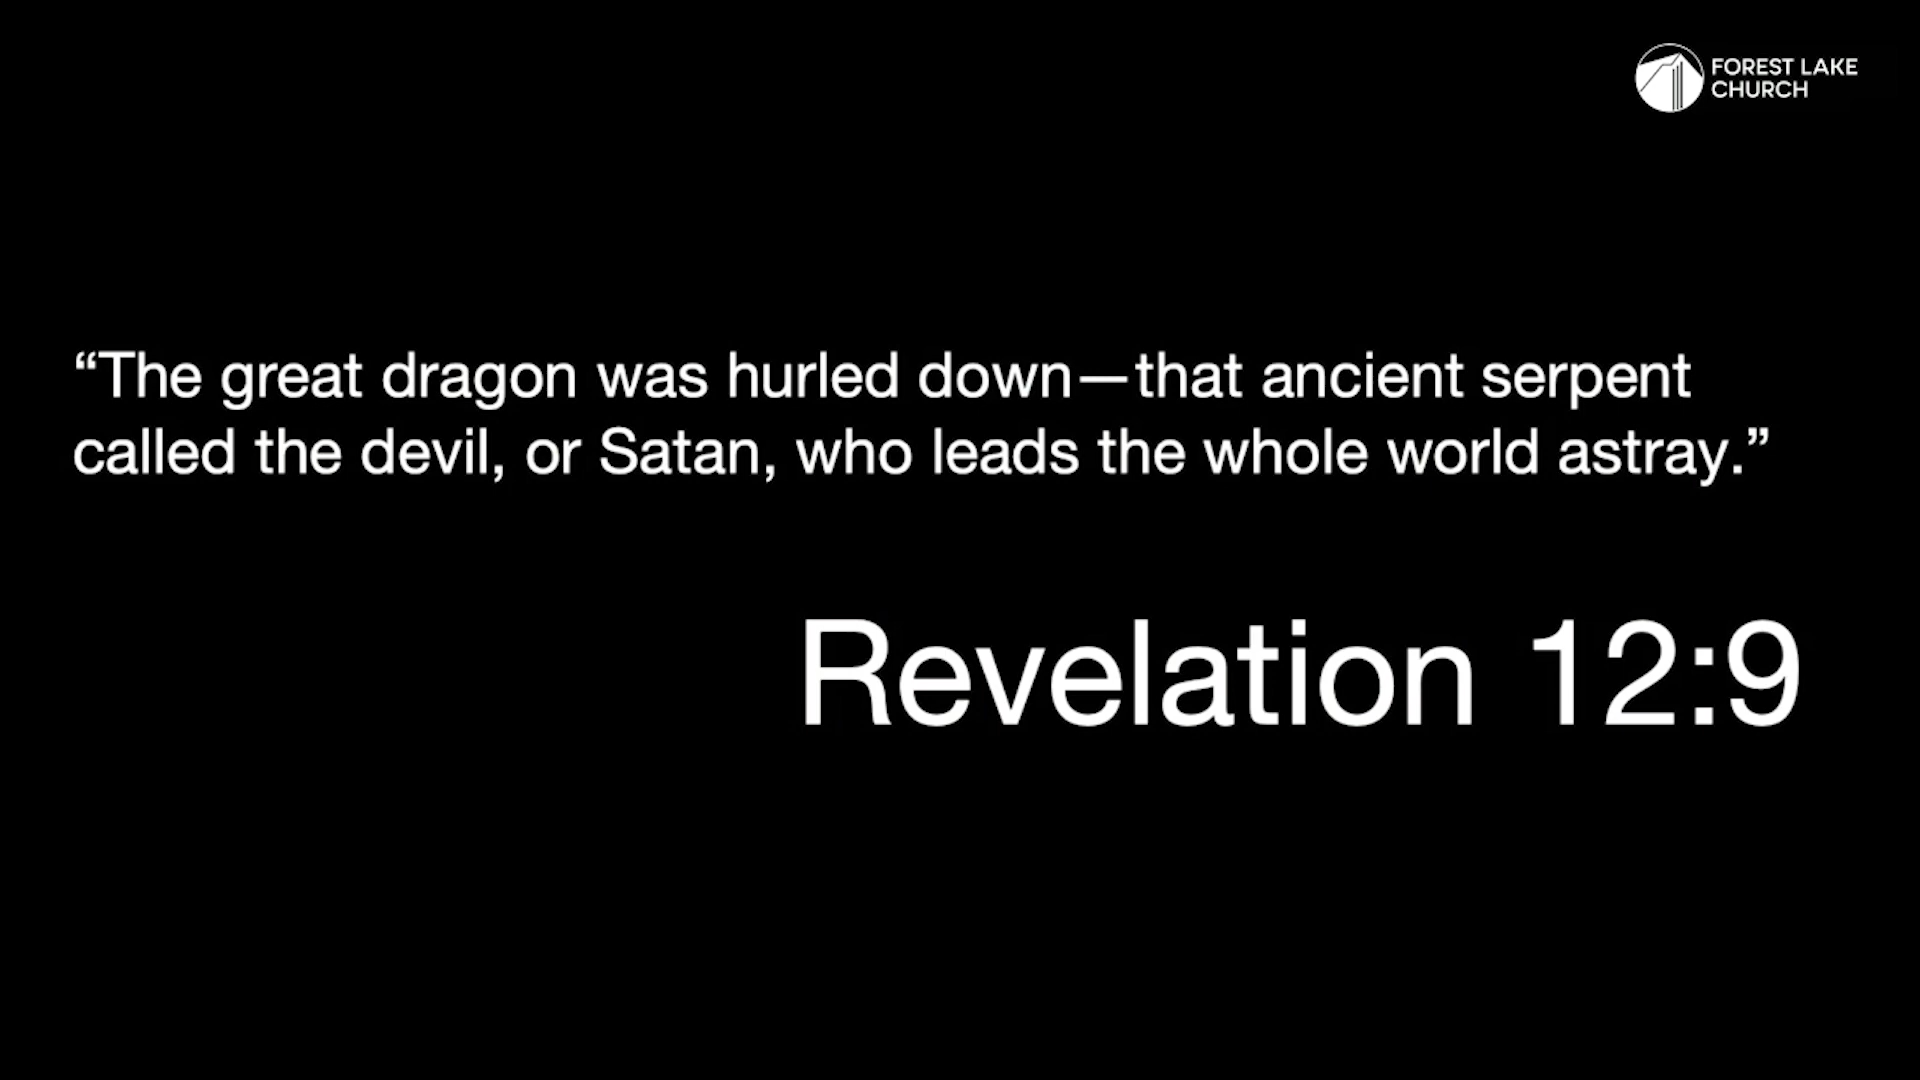 FOREST LAKE
CHURCH
“The great dragon was hurled down—that ancient serpent
called the devil, or Satan, who leads the whole world astray.”
Revelation 12:9